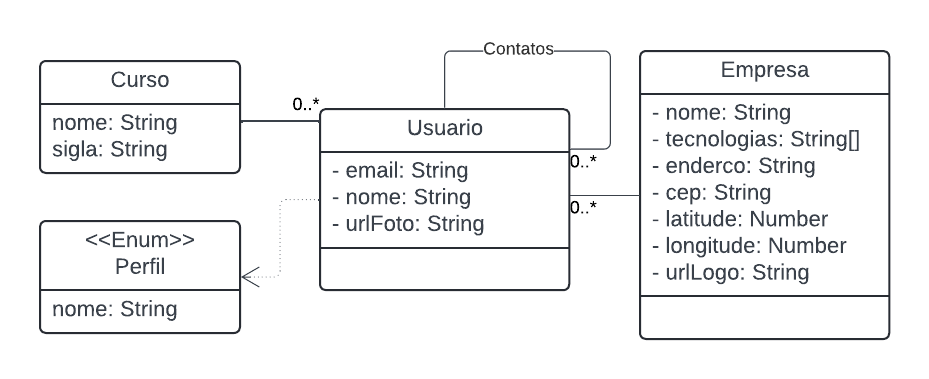 Curso
nome: String
sigla: String
<<Enum>>
Perfil
nome: String
0..*
Contatos
Usuario
- email: String
- nome: String
- urlFoto: String
0..*
0..*
Empresa
- nome: String
- tecnologias: String[]
- enderco: String
- cep: String
- latitude: Number
- longitude: Number
- urlLogo: String